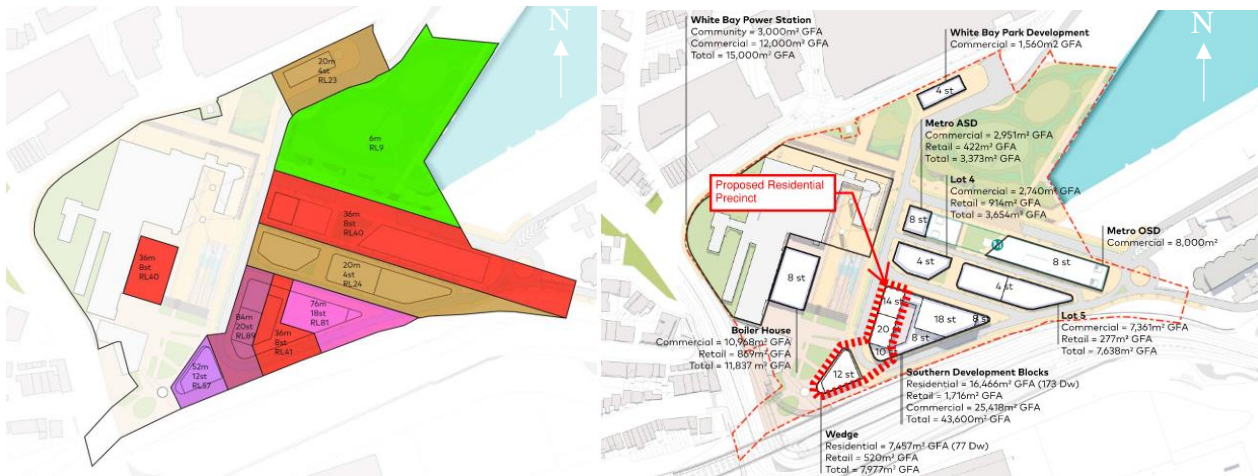 N
20m
4st
RL23
6m
RL9
36m
8st
RL40
36m
8st
RL40
20m
4st
RL24
76m
18st
RL81
84m
20st
RL89
36m
8st
RL41
52m
12st
RL57
N
White Bay Power Station
Community = 3,000m² GFA
Commercial = 12,000m² GFA
Total = 15,000m² GFA
White Bay Park Development
Commercial = 1,560m2 GFA
4 st
Metro ASD
Commercial = 2,951m² GFA
Retail = 422m² GFA
Total = 3,373m² GFA
Proposed Residential
Precinct
Lot 4
Commercial = 2,740m² GFA
Retail = 914m² GFA
Total = 3,654m² GFA
Metro OSD
Commercial = 8,000m²
8 st
4 st
8 st
8 st
4 st
14 st
20
18 st
8 st
8 st
10
12 st
Boiler House
Commercial = 10,968m² GFA
Retail = 869m² GFA
Total = 11,837 m² GFA
Lot 5
Commercial = 7,361m² GFA
Retail = 277m² GFA
Total = 7,638m² GFA
Southern Development Blocks
Residential = 16,466m² GFA (173 Dw)
Retail = 1,716m² GFA
Commercial = 25,418m² GFA
Total = 43,600m² GFA
Wedge
Residential = 7,457m² GFA (77 Dw)
Retail = 520m² GFA
Total = 7,977m² GFA